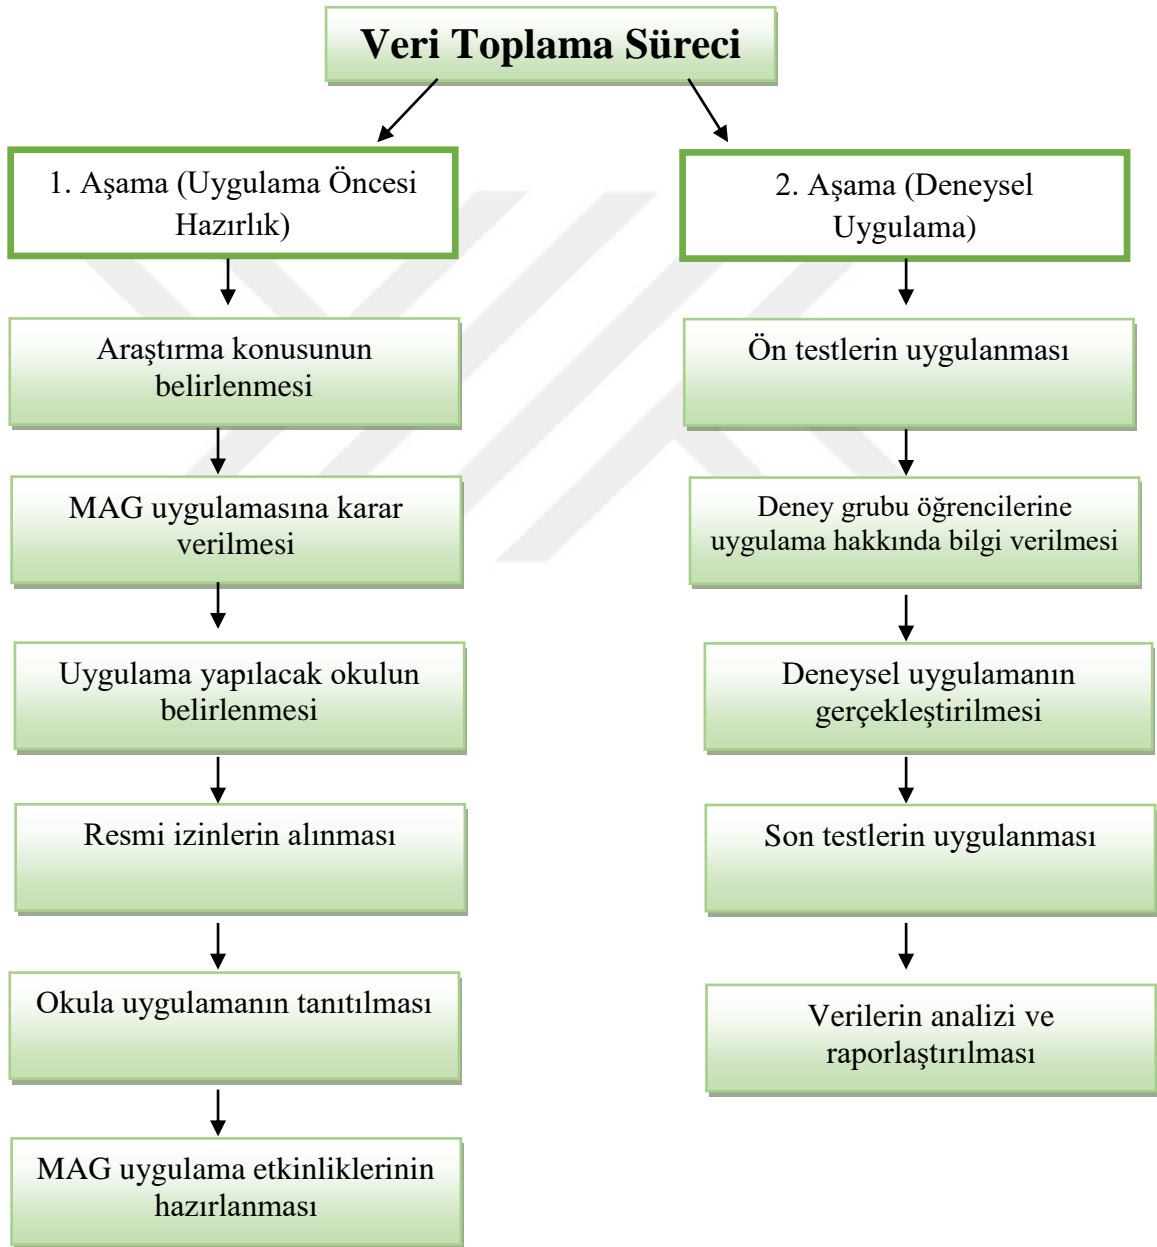 Veri Toplama Süreci
1. Aşama (Uygulama Öncesi
Hazırlık)
Araştırma konusunun
belirlenmesi
MAG uygulamasına karar
verilmesi
Uygulama yapılacak okulun
belirlenmesi
Resmi izinlerin alınması
Okula uygulamanın tanıtılması
MAG uygulama etkinliklerinin
hazırlanması
2. Aşama (Deneysel
Uygulama)
Ön testlerin uygulanması
Deney grubu öğrencilerine
uygulama hakkında bilgi verilmesi
Deneysel uygulamanın
gerçekleştirilmesi
Son testlerin uygulanması
Verilerin analizi ve
raporlaştırılması